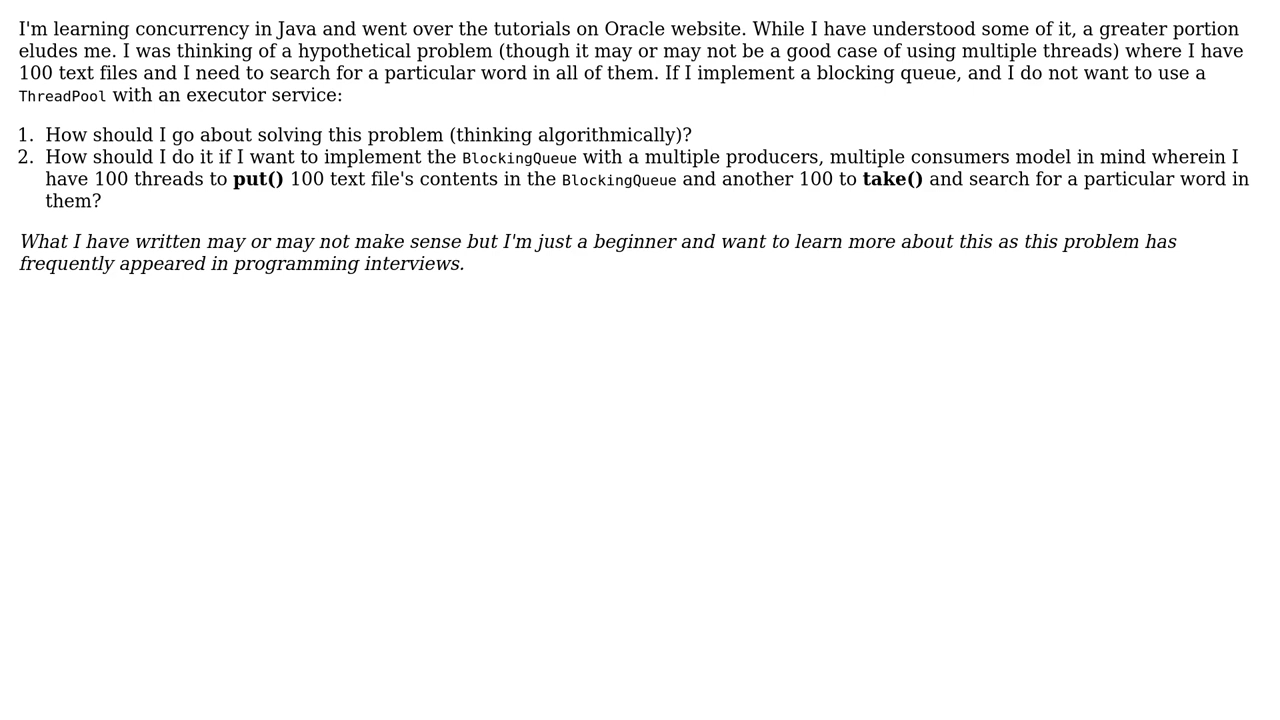 I'm learning concurrency in Java and went over the tutorials on Oracle website. While I have understood some of it, a greater portion
eludes me. I was thinking of a hypothetical problem (though it may or may not be a good case of using multiple threads) where I have
100 text files and I need to search for a particular word in all of them. If I implement a blocking queue, and I do not want to use a
ThreadPool with an executor service:
1. How should I go about solving this problem (thinking algorithmically)?
2. How should I do it if I want to implement the BlockingQueue with a multiple producers, multiple consumers model in mind wherein I
have 100 threads to put() 100 text file's contents in the BlockingQueue and another 100 to take() and search for a particular word in
them?
What I have written may or may not make sense but I'm just a beginner and want to learn more about this as this problem has
frequently appeared in programming interviews.